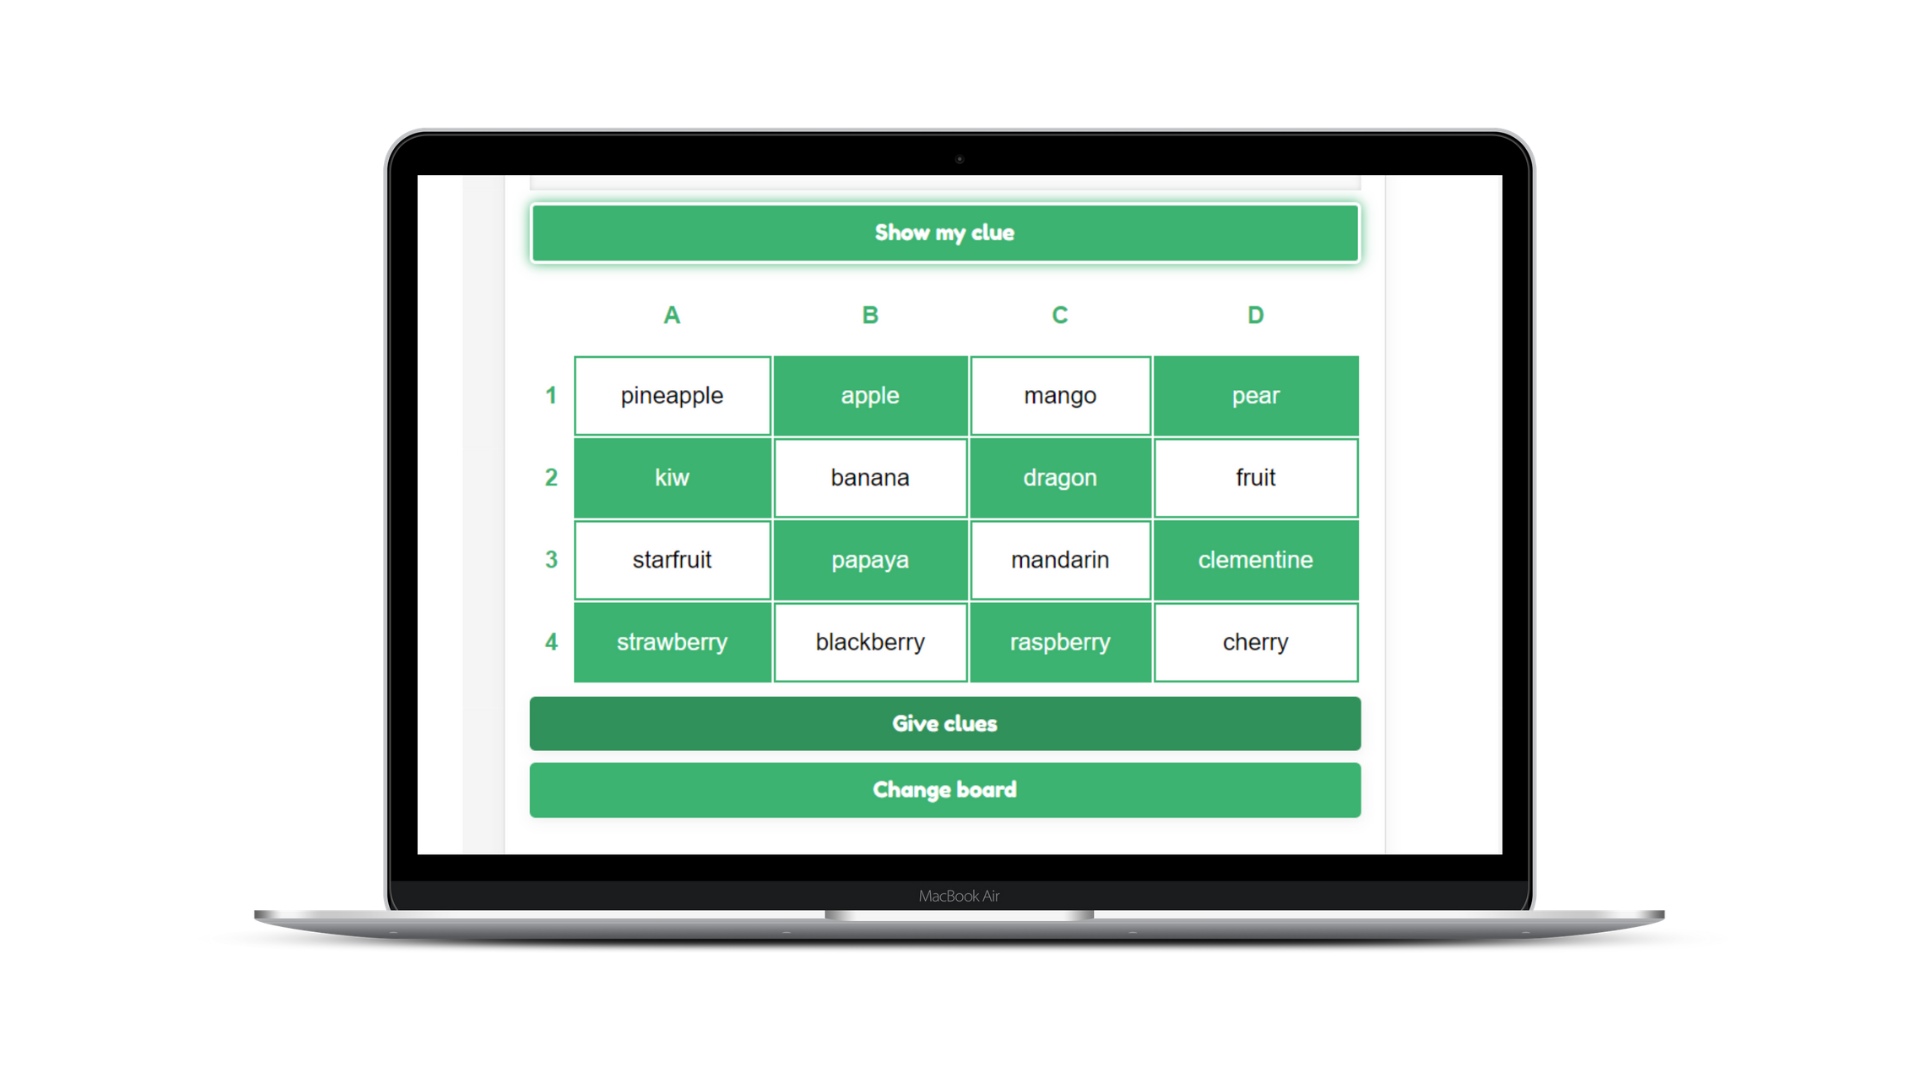 Show my clue
A B C D
1 pineapple apple mango pear
2 kiw banana dragon fruit
3 starfruit papaya mandarin clementine
4 strawberry blackberry raspberry cherry
Give clues
Change board
MacBook Air